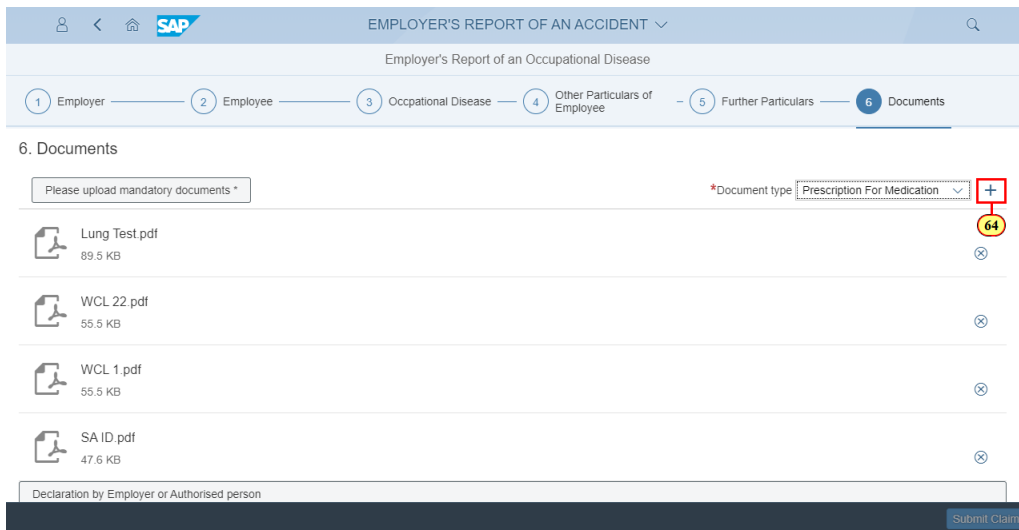 SAP
EMPLOYER'S REPORT OF AN ACCIDENT
Employer's Report of an Occupational Disease
1 Employer
2 Employee
3 Occpational Disease
4 Other Particulars of
Employee
5 Further Particulars
6 Documents
6. Documents
Please upload mandatory documents *
*Document type Prescription For Medication
64
Lung Test.pdf
89.5 KB
WCL 22.pdf
55.5 KB
WCL 1.pdf
55.5 KB
SA ID.pdf
47.6 KB
Declaration by Employer or Authorised person
Submit Claim